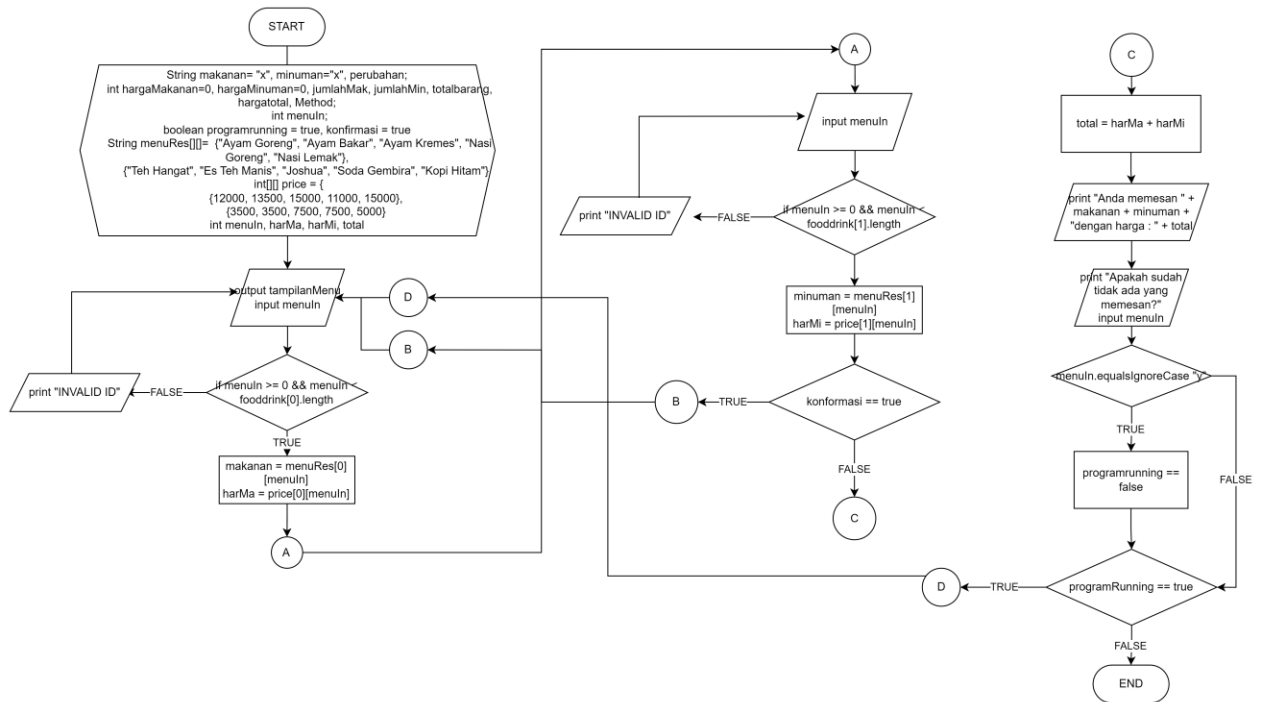 START
String makanan= "x", minuman="x", perubahan;
int hargaMakanan=0, hargaMinuman=0, jumlahMak, jumlahMin, totalbarang,
hargatotal, Method;
int menuIn;
boolean programrunning = true, konfirmasi = true
String menuRes[][]= {"Ayam Goreng", "Ayam Bakar", "Ayam Kremes", "Nasi
Goreng", "Nasi Lemak"},
{"Teh Hangat", "Es Teh Manis", "Joshua", "Soda Gembira", "Kopi Hitam"}
int[][] price = {
{12000, 13500, 15000, 11000, 15000},
{3500, 3500, 7500, 7500, 5000}
int menuIn, harMa, harMi, total
output tampilanMenu
input menuIn
if menuIn >= 0 && menuIn <
fooddrink[0].length
FALSE
print "INVALID ID"
TRUE
makanan = menuRes[0]
[menuIn]
harMa = price[0][menuIn]
A
D
B
A
input menuIn
if menuIn >= 0 && menuIn <
fooddrink[1].length
FALSE
print "INVALID ID"
minuman = menuRes[1]
[menuIn]
harMi = price[1][menuIn]
konformasi == true
TRUE
B
FALSE
C
C
total = harMa + harMi
print "Anda memesan " +
makanan + minuman +
"dengan harga : " + total
print "Apakah sudah
tidak ada yang
memesan?"
input menuIn
menuIn.equalsIgnoreCase "y"
TRUE
FALSE
programrunning ==
false
programRunning == true
TRUE
D
FALSE
END